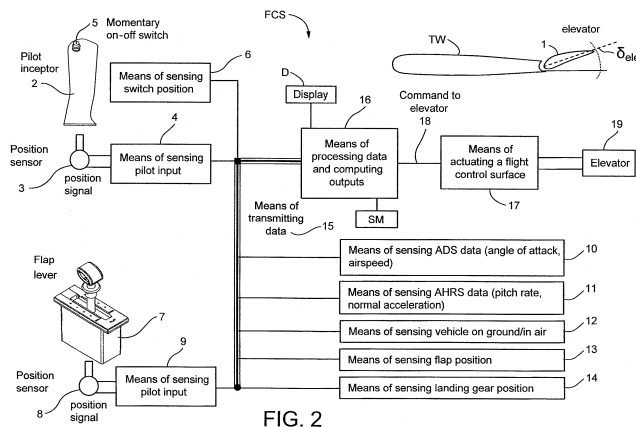 FCS
5
Momentary
on-off switch
6
Pilot
inceptor
2
Means of sensing
switch position
TW
1
elevator
δele
D
Display
16
Command to
elevator
18
4
Position
sensor
3
position
signal
Means of sensing
pilot input
Means of
processing data
and computing
outputs
Means of
actuating a flight
control surface
17
19
Elevator
Means of
transmitting
data
15
SM
Flap
lever
7
9
Position
sensor
8
position
signal
Means of sensing
pilot input
Means of sensing ADS data (angle of attack,
airspeed)
10
Means of sensing AHRS data (pitch rate,
normal acceleration)
11
Means of sensing vehicle on ground/in air
12
Means of sensing flap position
13
Means of sensing landing gear position
14
FIG. 2